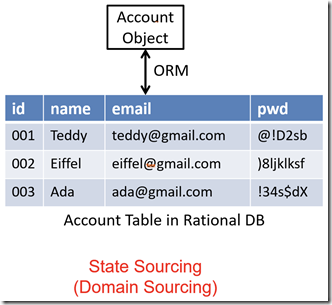 Account
Object
ORM
id name email pwd
001 Teddy teddy@gmail.com @!D2sb
002 Eiffel eiffel@gmail.com )8ljklksf
003 Ada ada@gmail.com !34s$dX
Account Table in Rational DB
State Sourcing
(Domain Sourcing)